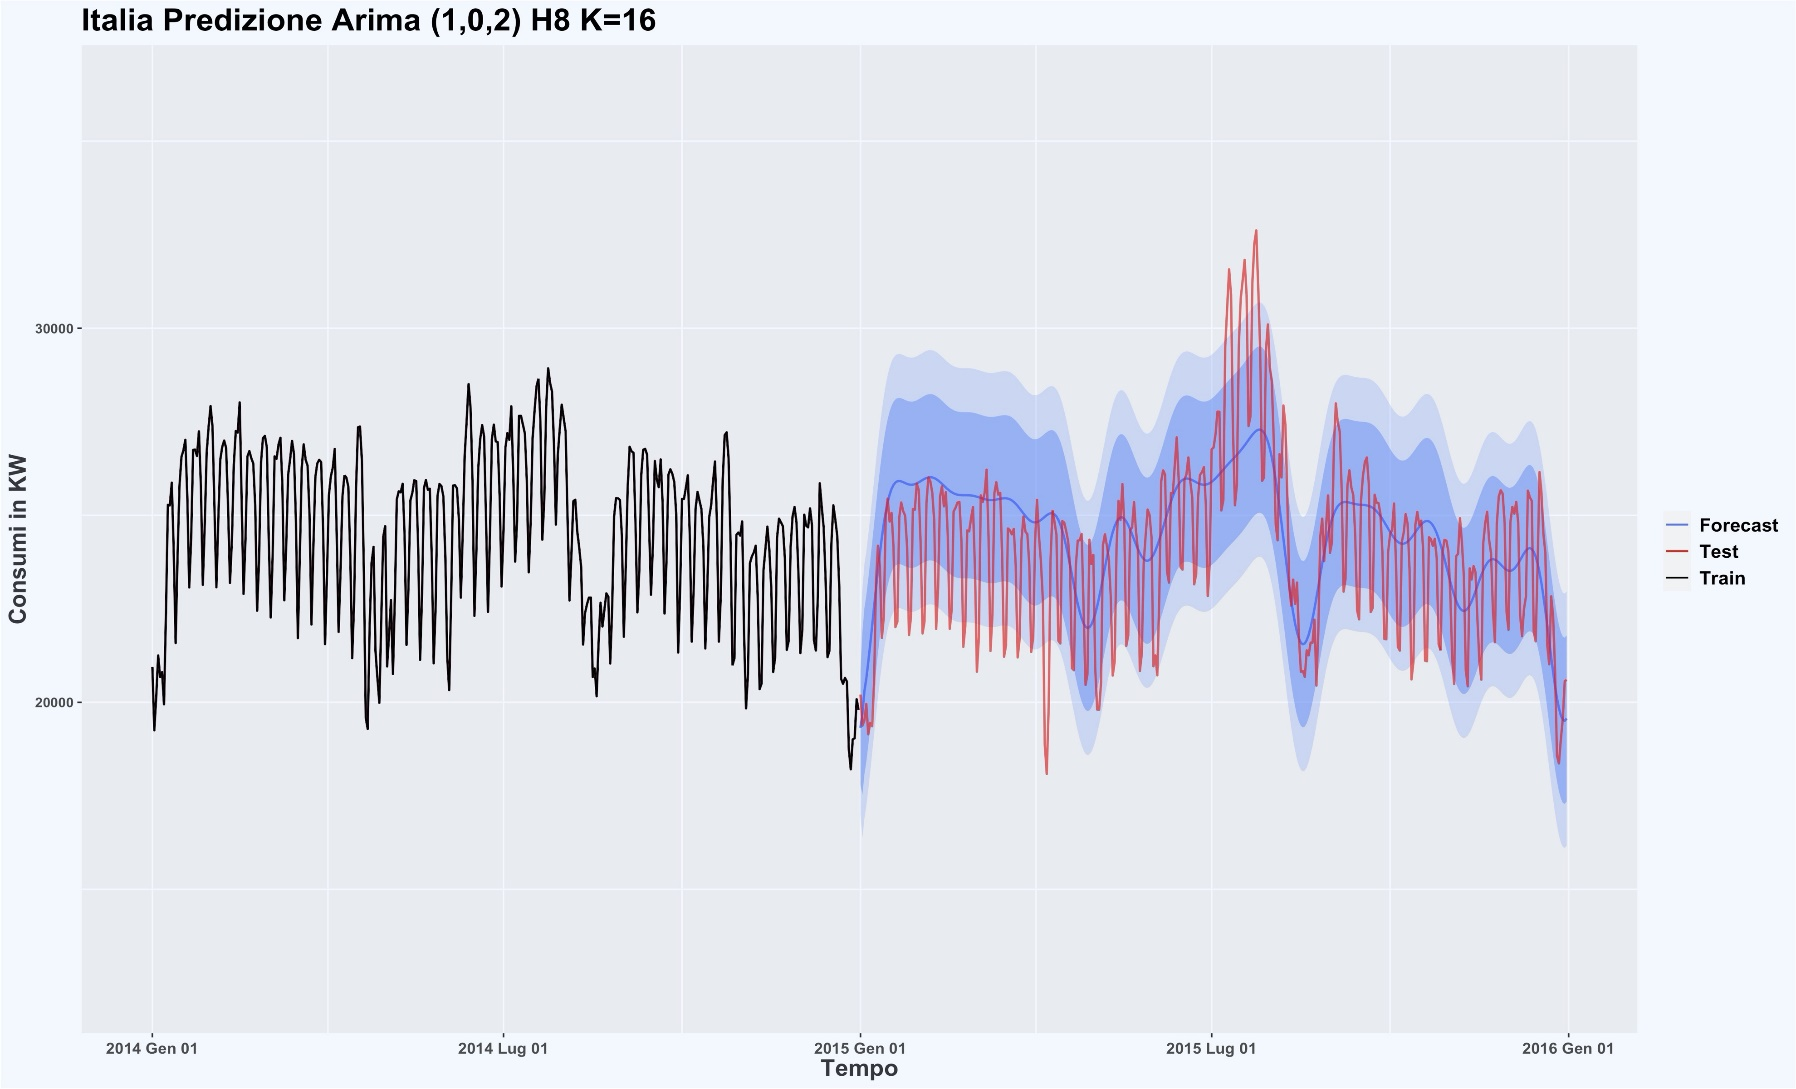 Italia Predizione Arima (1,0,2) H8 K=16
Consumi in KW
30000
20000
2014 Gen 01
2014 Lug 01
2015 Gen 01
2015 Lug 01
2016 Gen 01
Tempo
Forecast
Test
Train